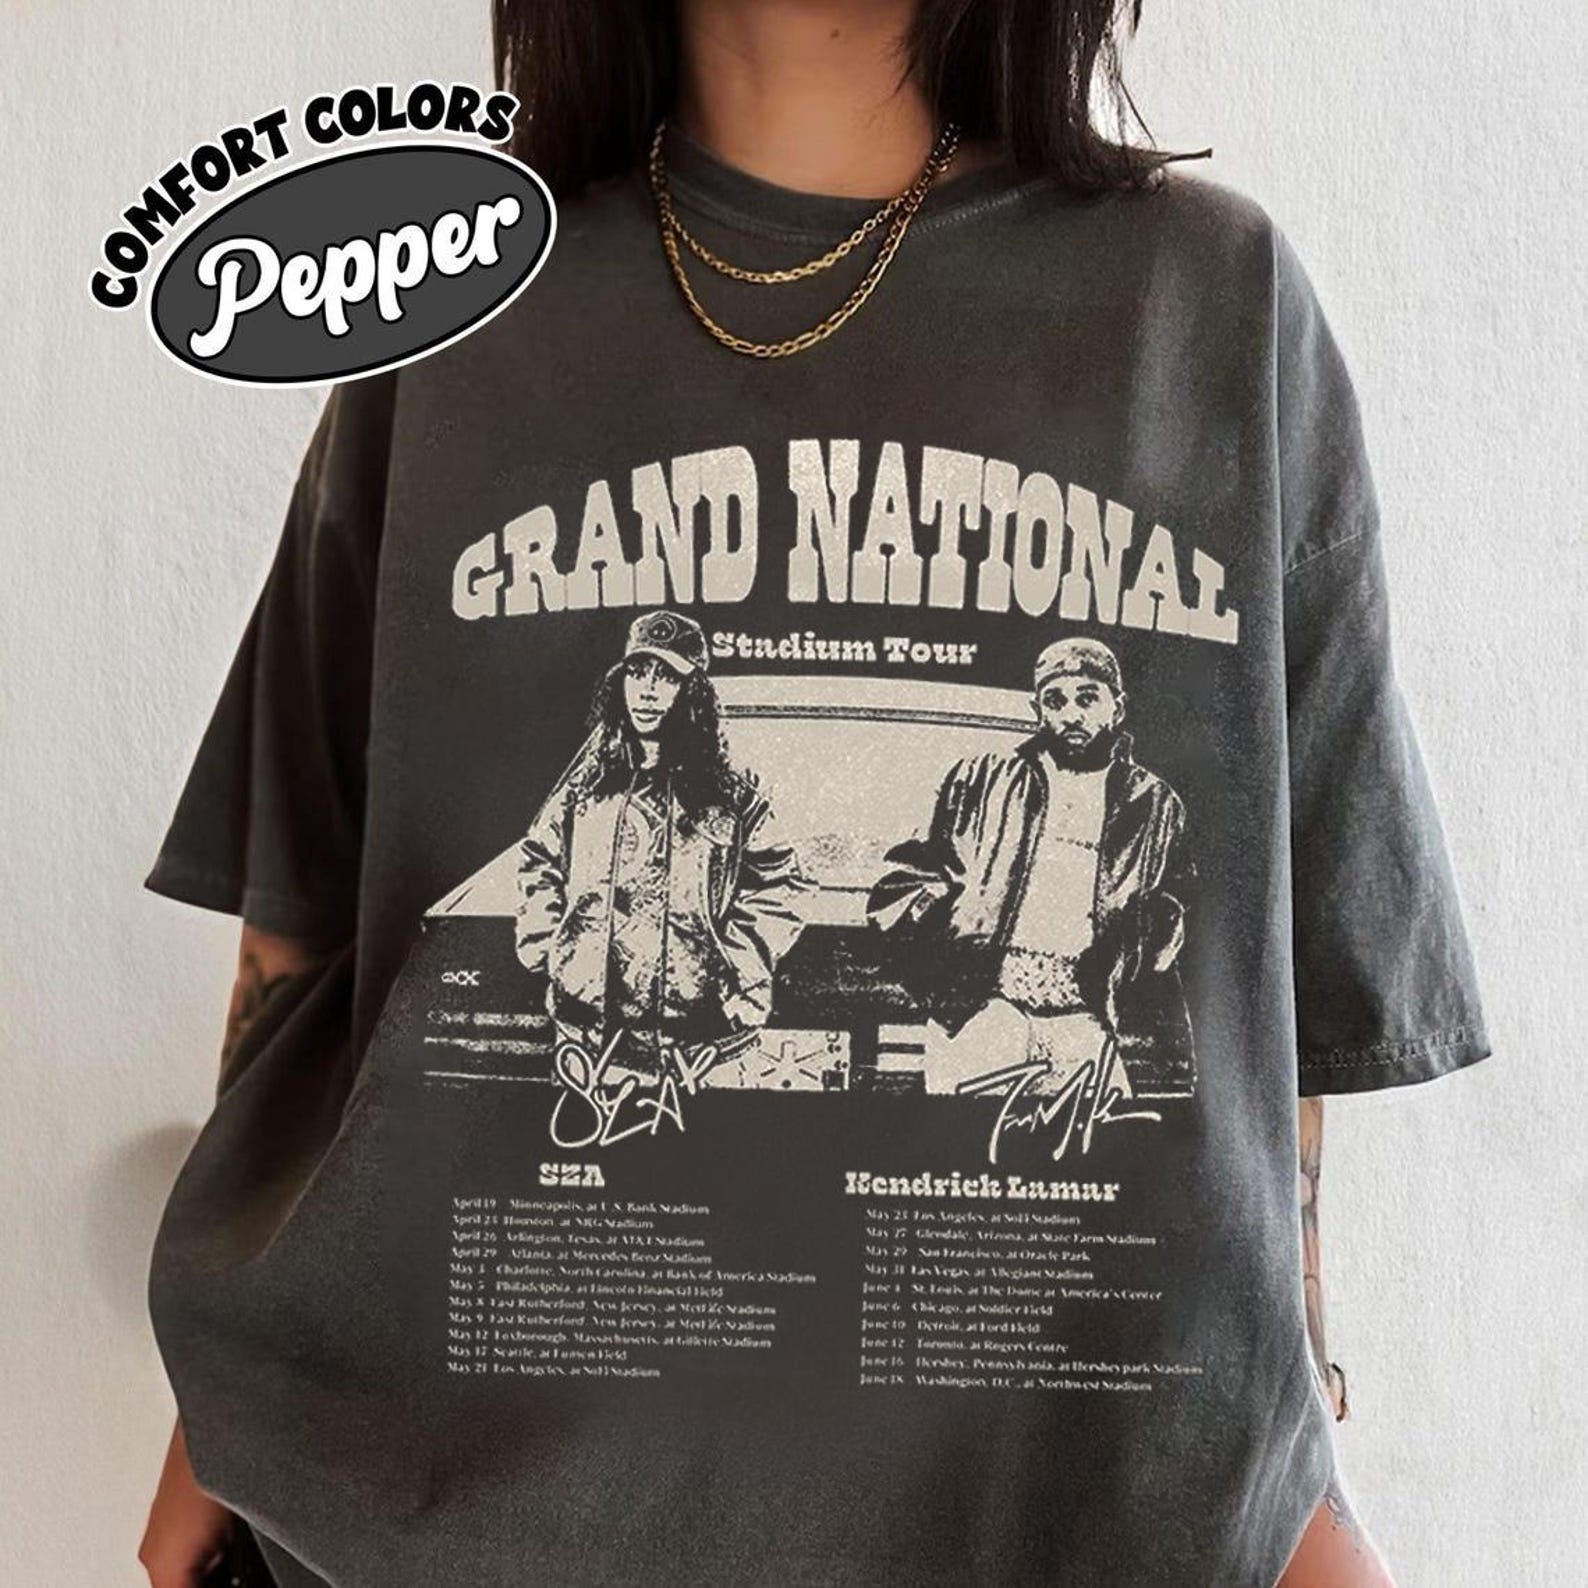 COMFORT COLORS
Pepper
GRAND NATIONAL
Stadium Tour
SZA
SZA
April 19 Minneapolis, at U.S. Bank Stadium
April 23 Houston, at NRG Stadium
April 26 Arlington, Texas, at AT&T Stadium
April 29 Atlanta, at Mercedes Benz Stadium
May 3 Charlotte, North Carolina, at Bank of America Stadium
May 5 Philadelphia, at Lincoln Financial Field
May 8 East Rutherford, New Jersey, at MetLife Stadium
May 9 East Rutherford, New Jersey, at MetLife Stadium
May 12 Foxborough, Massachusetts, at Gillette Stadium
May 17 Seattle, at Lumen Field
May 21 Los Angeles, at SoFi Stadium
Kendrick Lamar
May 23 Los Angeles, at SoFi Stadium
May 27 Glendale, Arizona, at State Farm Stadium
May 29 San Francisco, at Oracle Park
May 31 Las Vegas, at Allegiant Stadium
June 4 St. Louis, at The Dome at America's Center
June 6 Chicago, at Soldier Field
June 10 Detroit, at Ford Field
June 12 Toronto, at Rogers Centre
June 16 Hershey, Pennsylvania, at Hersheypark Stadium
June 18 Washington, D.C., at Northwest Stadium